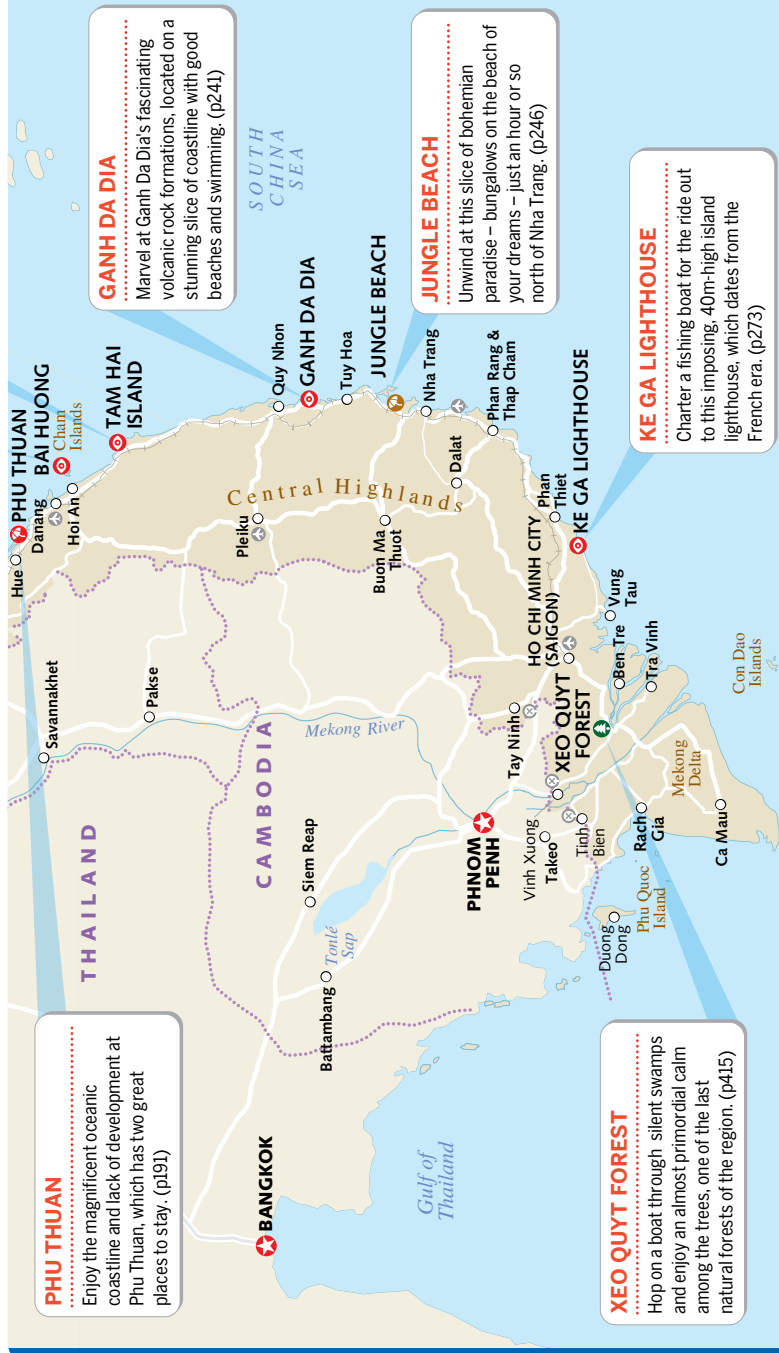 PHU THUAN
Enjoy the magnificent oceanic
coastline and lack of development at
Phu Thuan, which has two great
places to stay. (p191)
GANH DA DIA
Marvel at Ganh Da Dia's fascinating
volcanic rock formations, located on a
stunning slice of coastline with good
beaches and swimming. (p241)
JUNGLE BEACH
Unwind at this slice of bohemian
paradise – bungalows on the beach of
your dreams – just an hour or so
north of Nha Trang. (p246)
KE GA LIGHTHOUSE
Charter a fishing boat for the ride out
to this imposing, 40m-high island
lighthouse, which dates from the
French era. (p273)
XEO QUYT FOREST
Hop on a boat through silent swamps
and enjoy an almost primordial calm
among the trees, one of the last
natural forests of the region. (p415)
Hue
PHU THUAN
Danang
BAI HUONG
Cham
Islands
Hoi An
TAM HAI
ISLAND
SOUTH
CHINA
SEA
Savannakhet
Pakse
THAILAND
CAMBODIA
Mekong River
Siem Reap
Tonlé
Sap
Battambang
BANGKOK
Gulf of
Thailand
Pleiku
Central Highlands
Quy Nhon
GANH DA DIA
Tuy Hoa
JUNGLE BEACH
Buon Ma
Thuot
Nha Trang
Dalat
Phan Rang &
Thap Cham
Phan
Thiet
KE GA LIGHTHOUSE
PHNOM
PENH
Tay Ninh
HO CHI MINH CITY
(SAIGON)
XEO QUYT
FOREST
Vung
Tau
Ben Tre
Tra Vinh
Vinh Xuong
Takeo
Tinh
Bien
Rach
Gia
Mekong
Delta
Ca Mau
Duong
Dong
Phu Quoc
Island
Con Dao
Islands